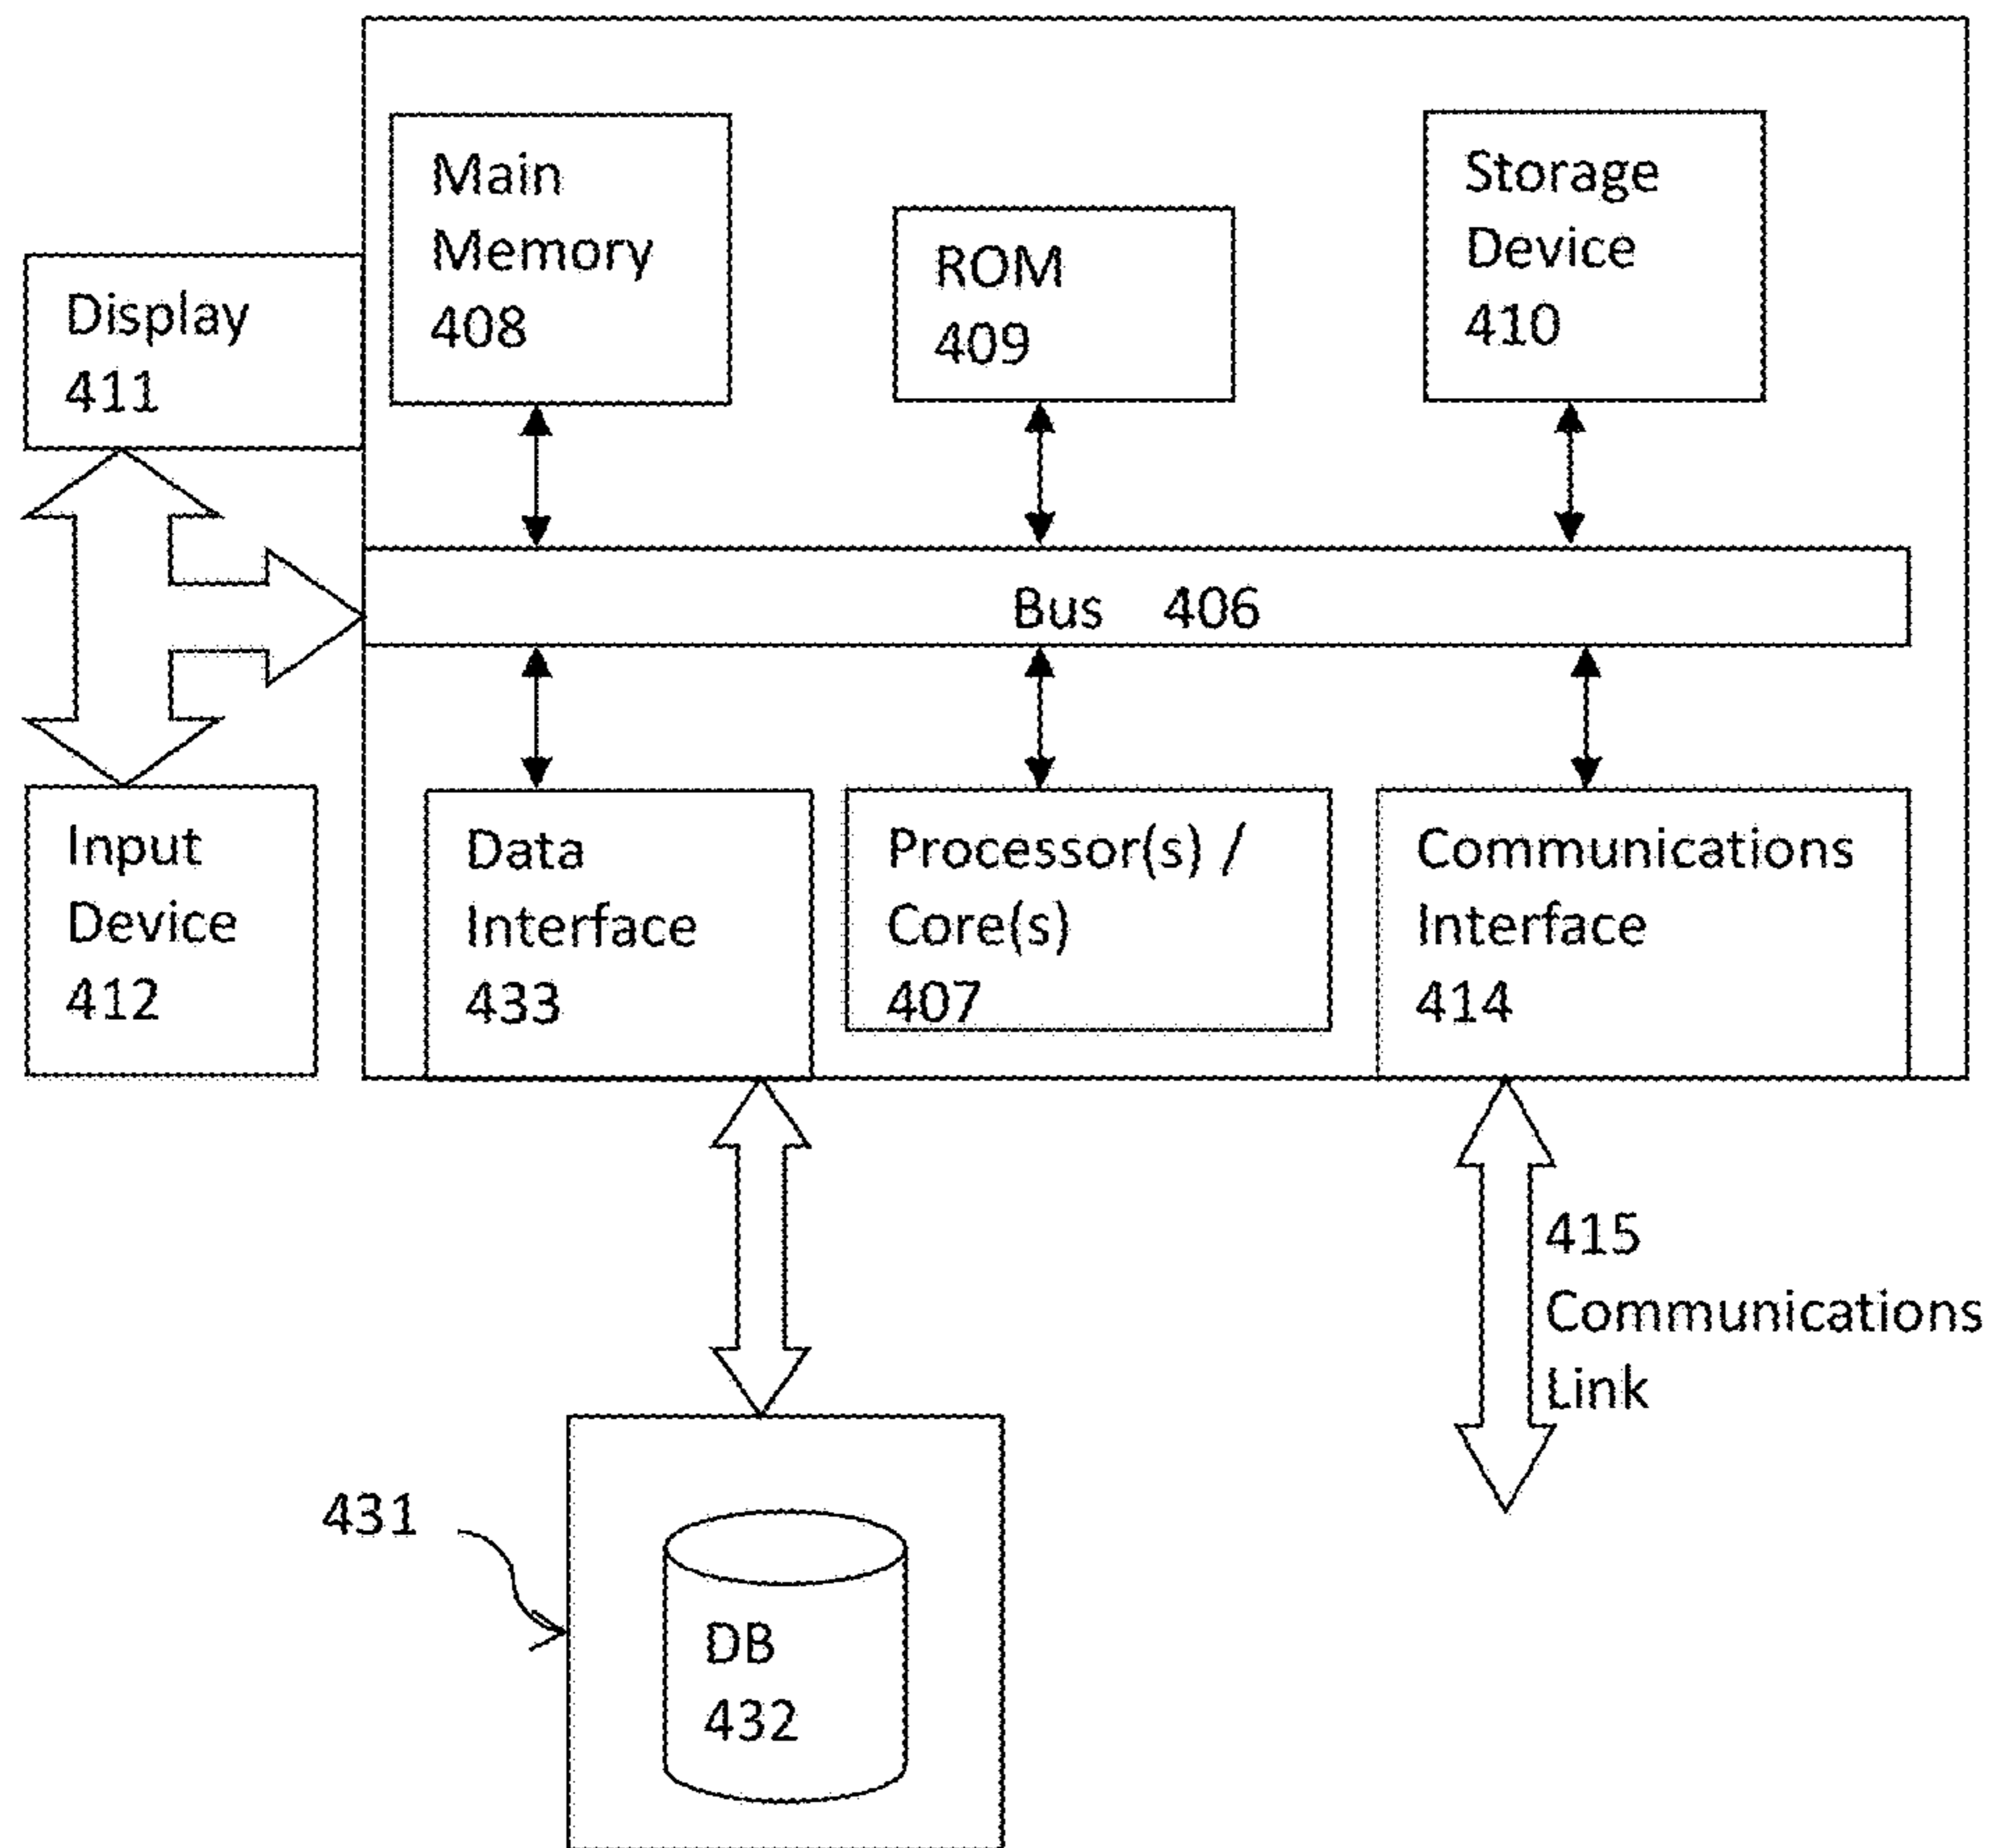 Main
Memory
408
ROM
409
Storage
Device
410
Display
411
Bus 406
Input
Device
412
Data
Interface
433
Processor(s) /
Core(s)
407
Communications
Interface
414
415
Communications
Link
431
DB
432